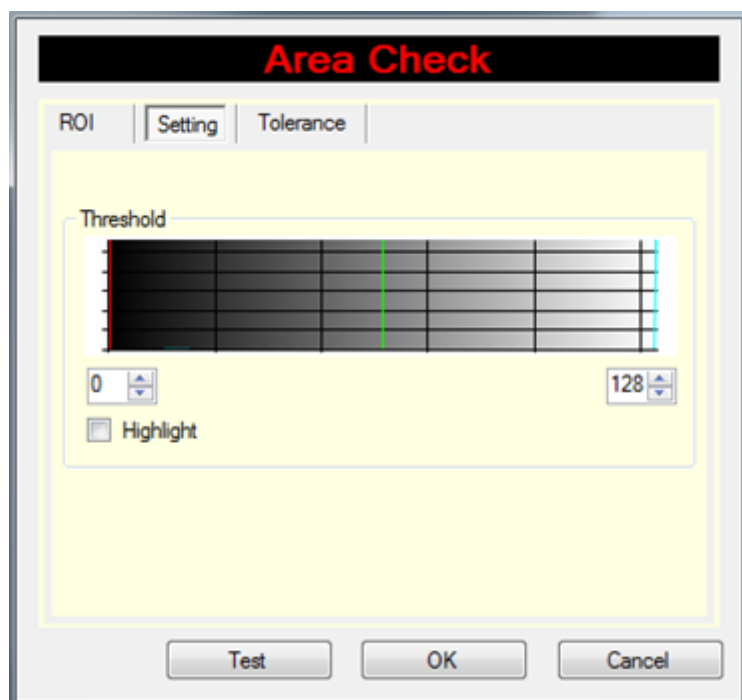 Area Check
ROI Setting Tolerance
Threshold
0 128
Highlight
Test OK Cancel